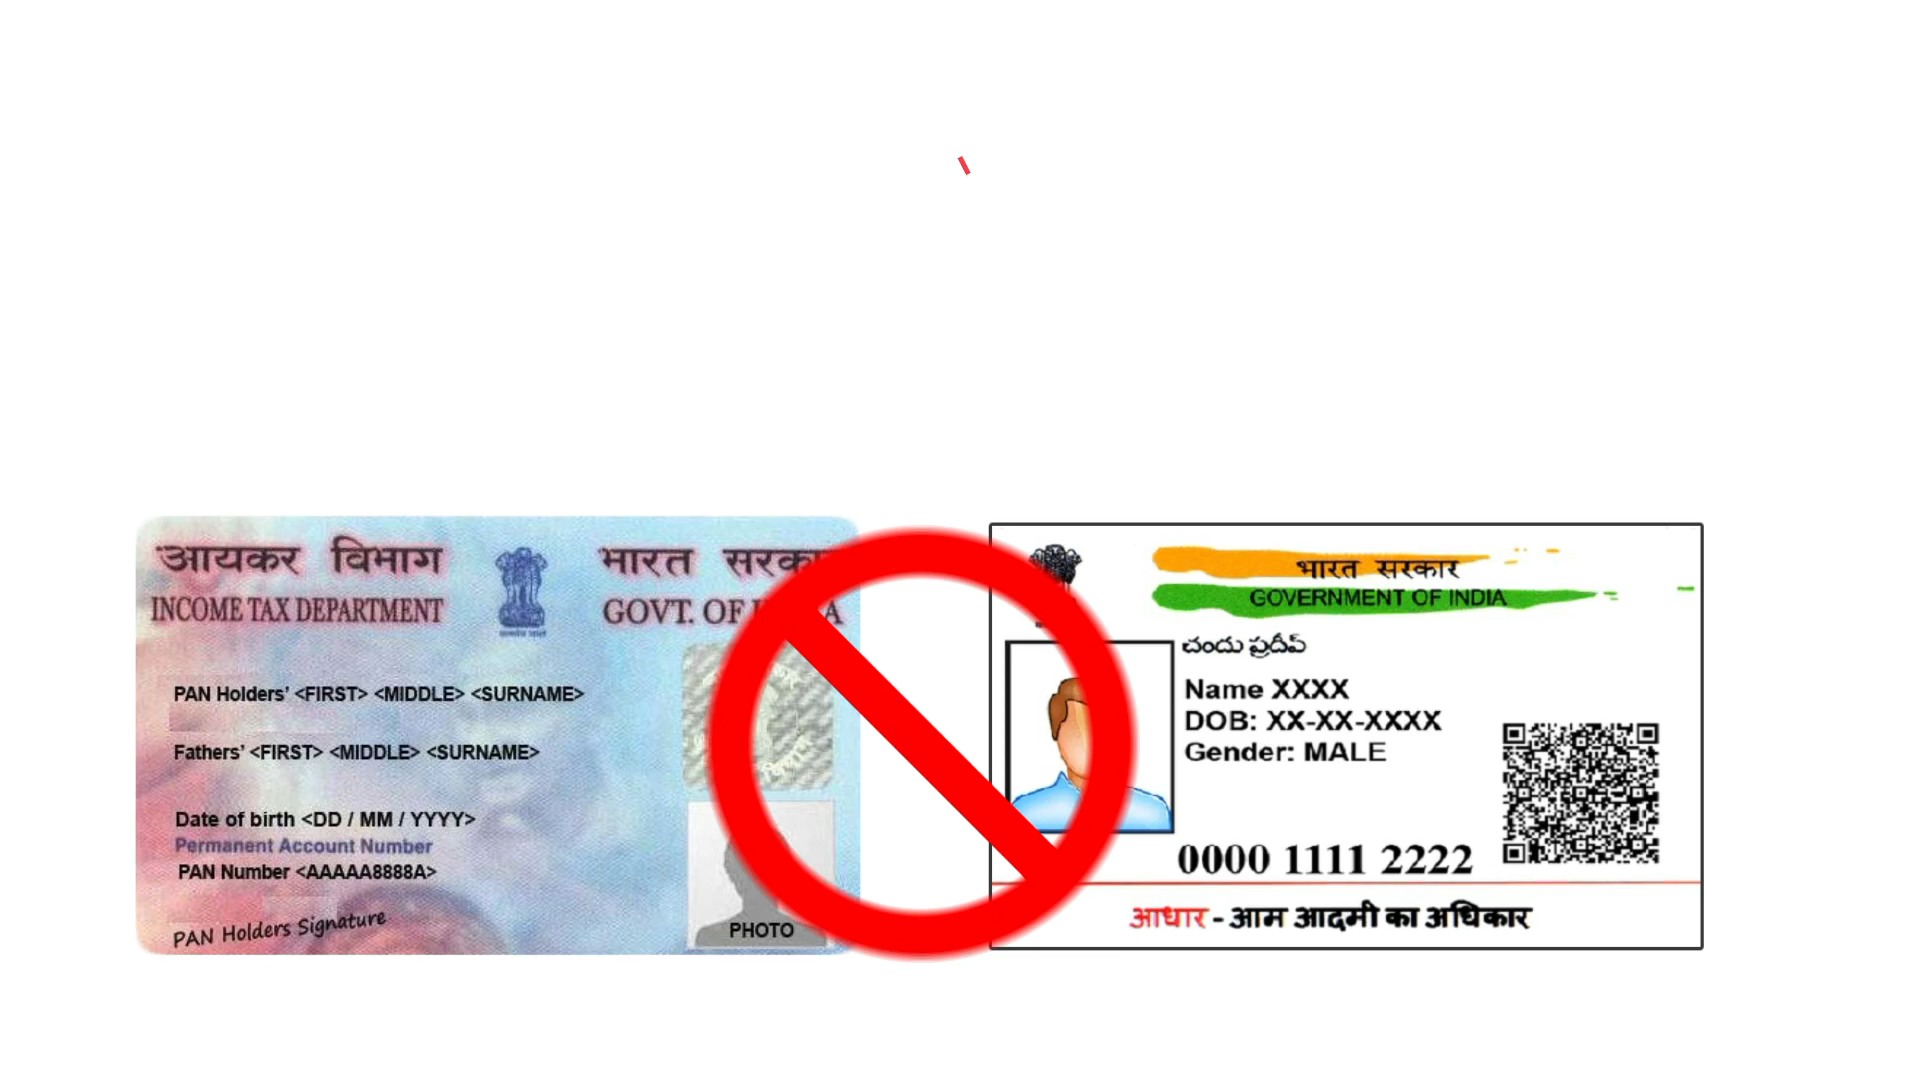 आयकर विभाग
INCOME TAX DEPARTMENT
भारत सरका
GOVT. OF A
PAN Holders' <FIRST> <MIDDLE> <SURNAME>
Fathers' <FIRST> <MIDDLE> <SURNAME>
Date of birth <DD / MM / YYYY>
Permanent Account Number
PAN Number <AAAAA8888A>
PAN Holders Signature
PHOTO
भारत सरकार
GOVERNMENT OF INDIA
చందు ప్రదీప్
Name XXXX
DOB: XX-XX-XXXX
Gender: MALE
0000 1111 2222
आधार - आम आदमी का अधिकार